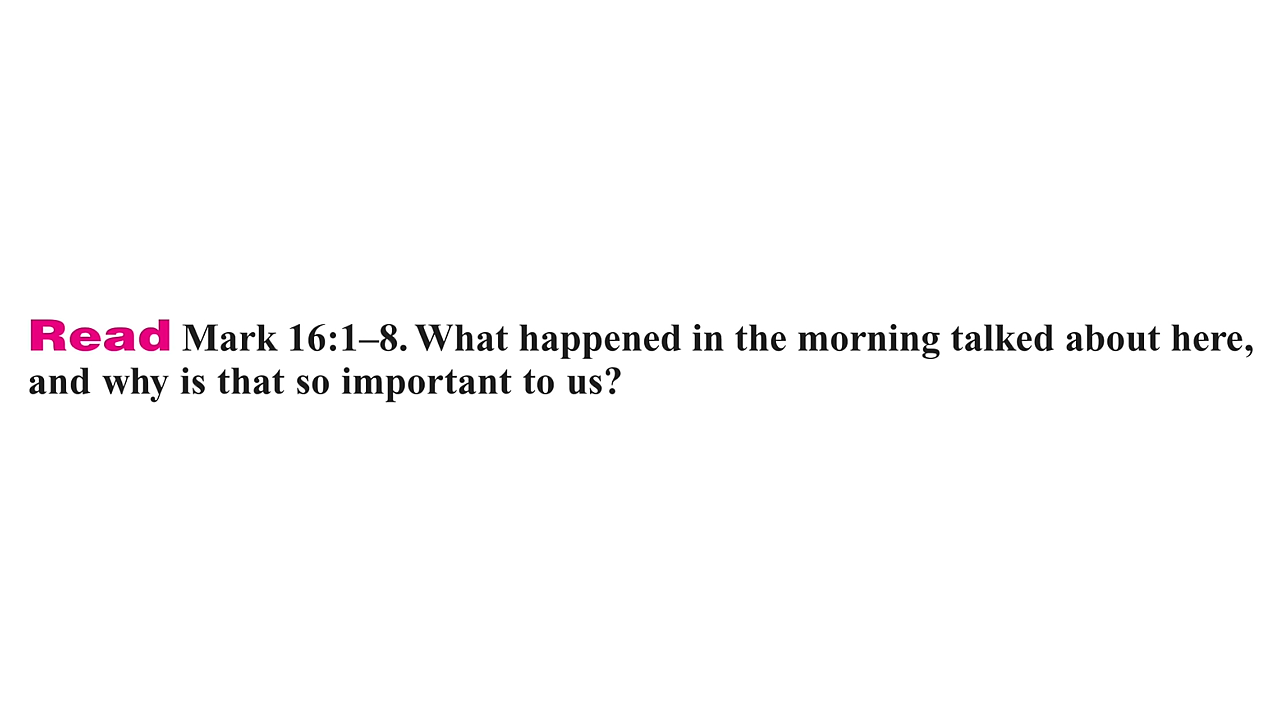 Read Mark 16:1–8. What happened in the morning talked about here,
and why is that so important to us?